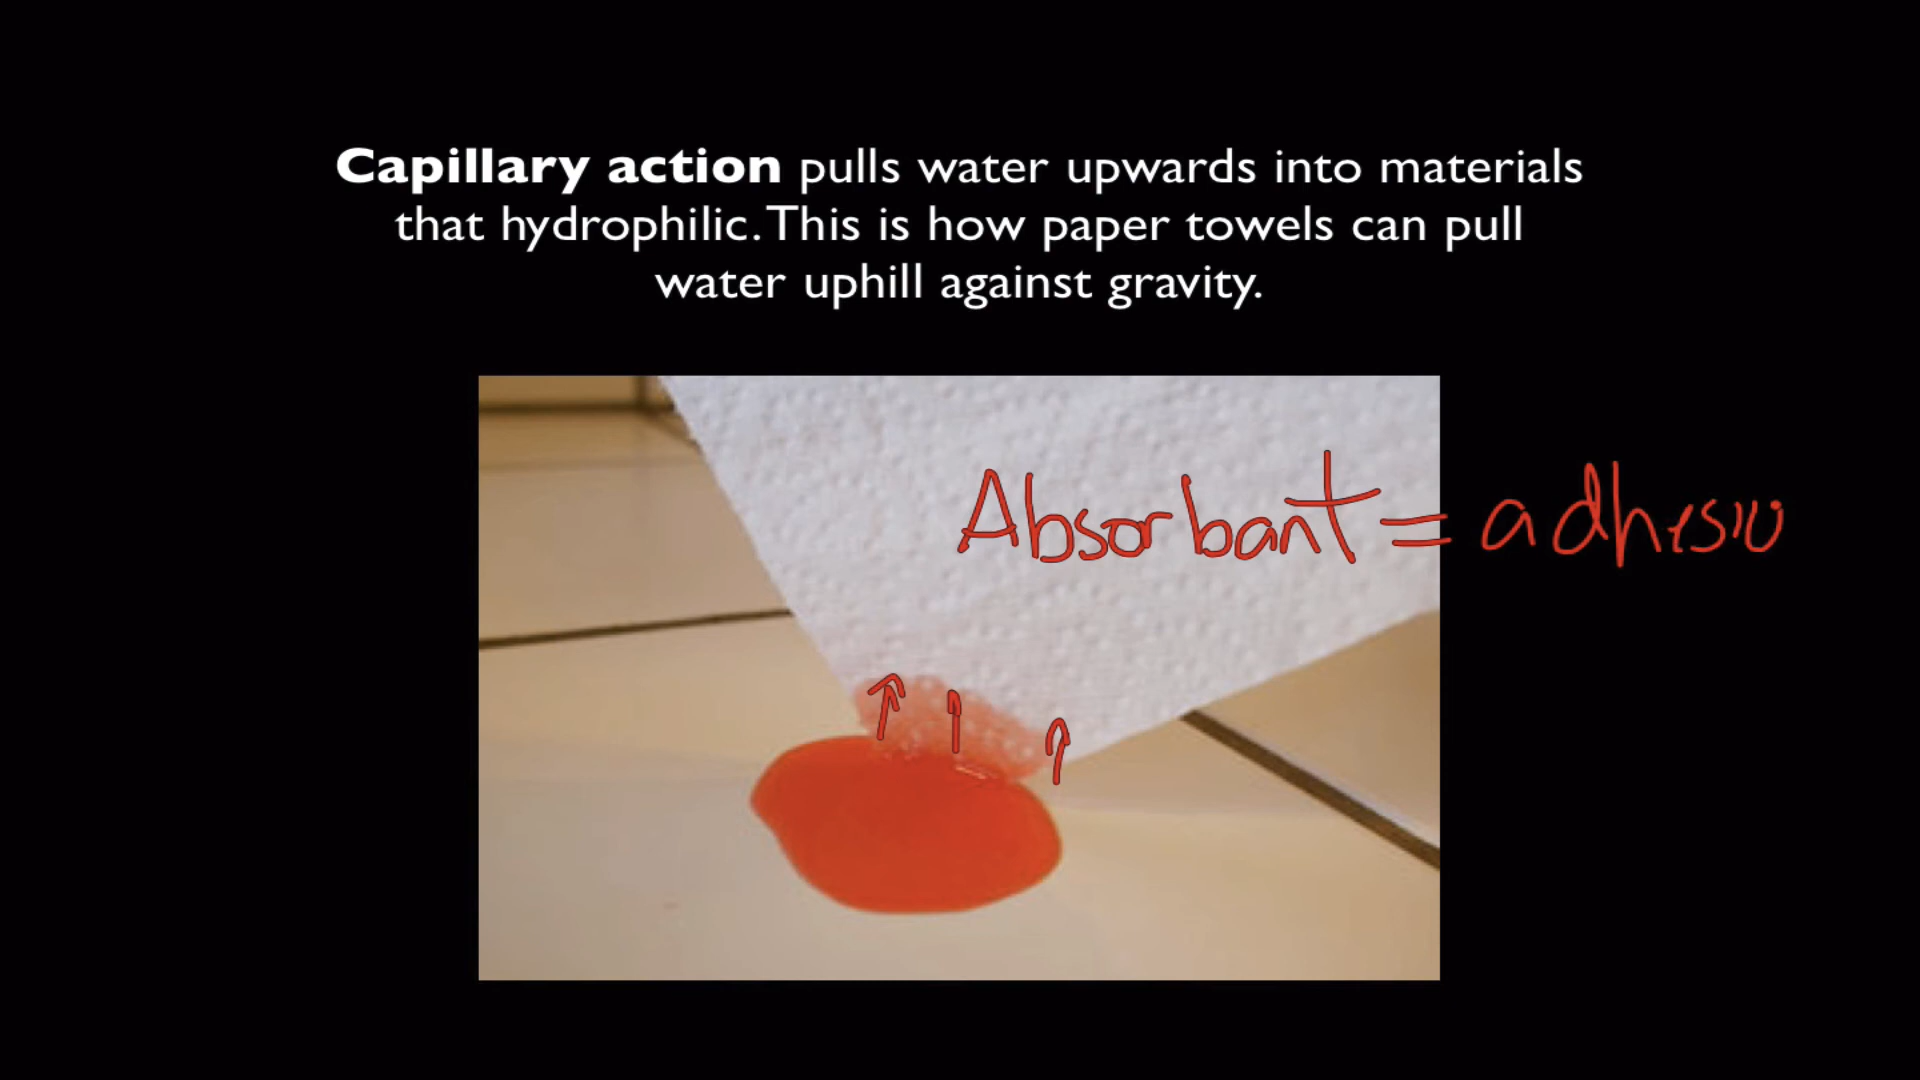 Capillary action pulls water upwards into materials
that hydrophilic. This is how paper towels can pull
water uphill against gravity.
Absorbant = adhesio